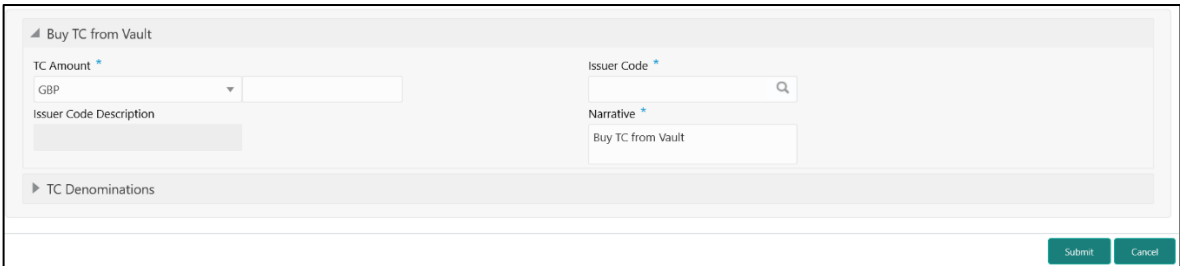 Buy TC from Vault
TC Amount *
Issuer Code *
GBP
Issuer Code Description
Narrative *
Buy TC from Vault
TC Denominations
Submit
Cancel